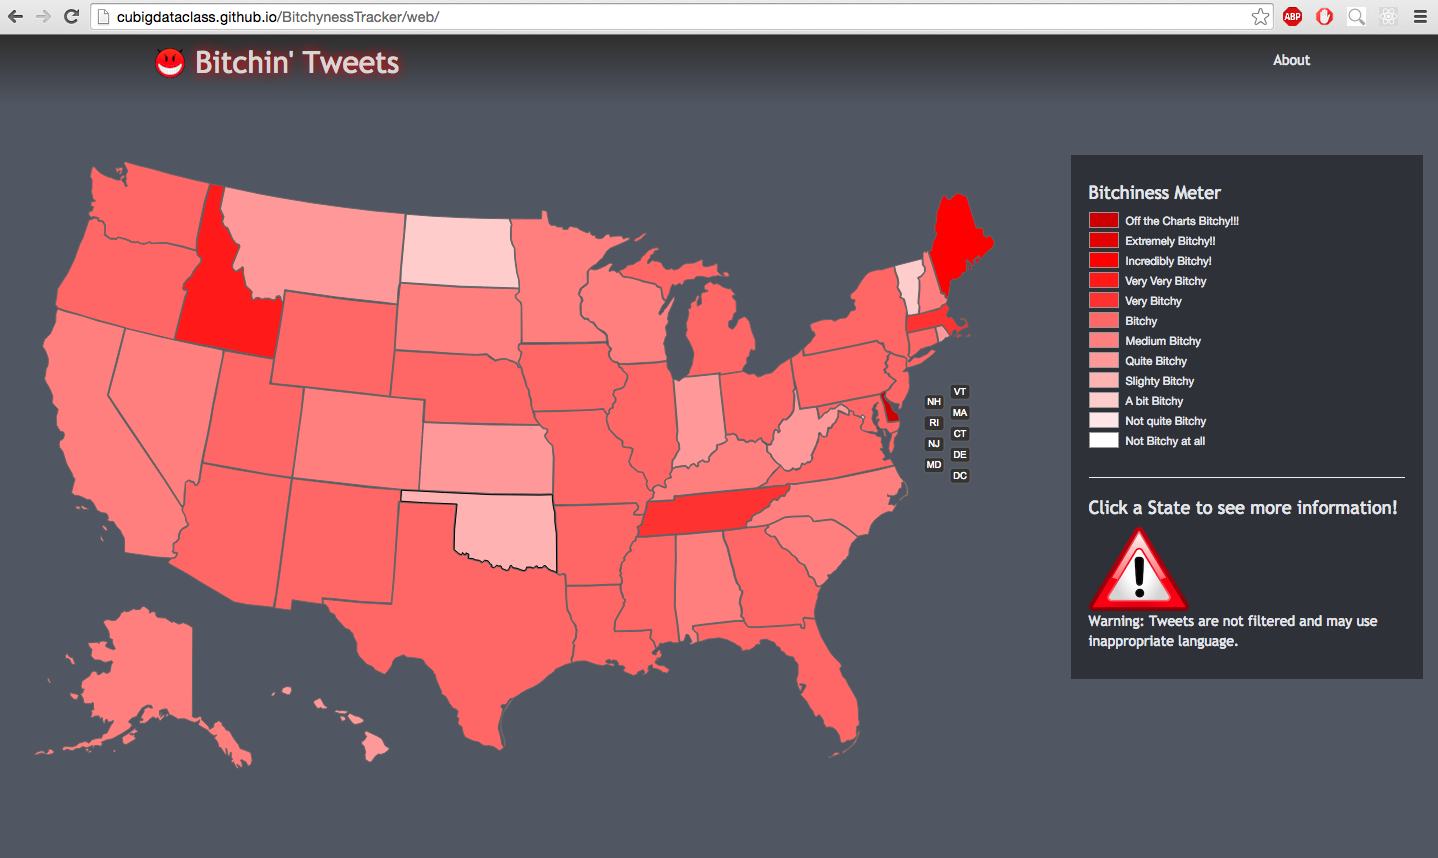 cubigdataclass.github.io/BitchynessTracker/web/
ABP
Bitchin' Tweets
About
Bitchiness Meter
Off the Charts Bitchy!!!
Extremely Bitchy!!
Incredibly Bitchy!
Very Very Bitchy
Very Bitchy
Bitchy
Medium Bitchy
Quite Bitchy
Slighty Bitchy
A bit Bitchy
Not quite Bitchy
Not Bitchy at all
VT
NH
MA
RI
CT
NJ
DE
MD
DC
Click a State to see more information!
Warning: Tweets are not filtered and may use
inappropriate language.